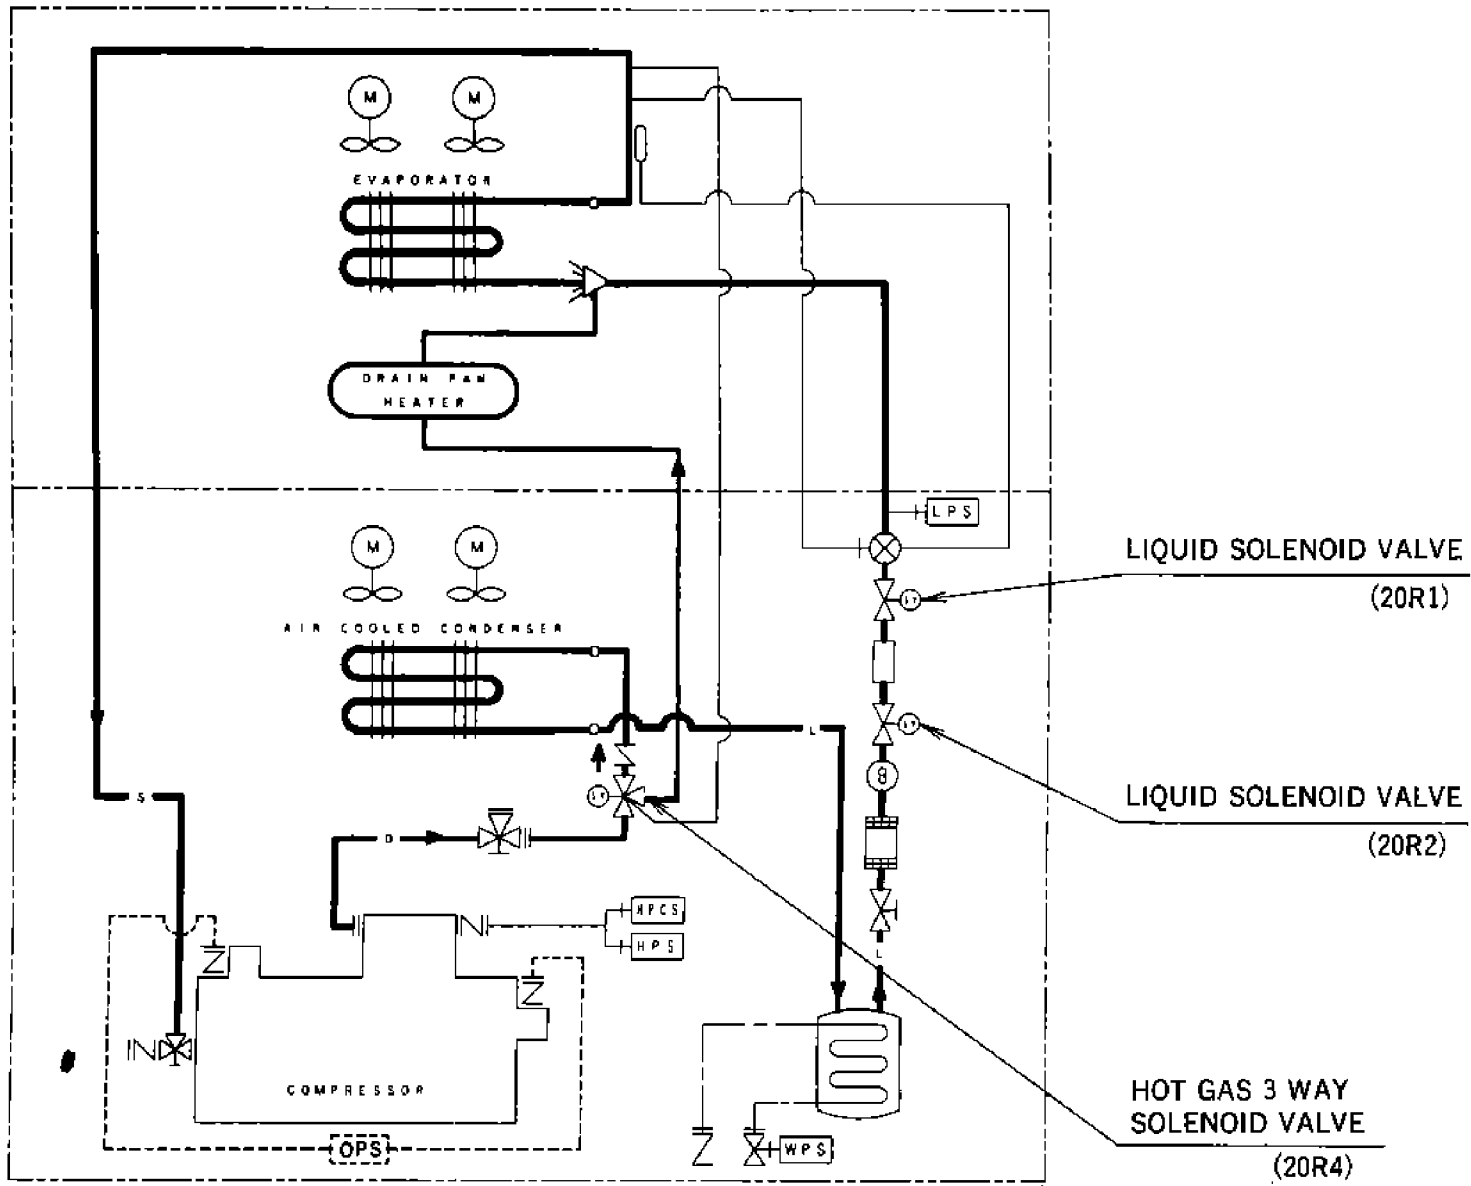 M M
EVAPORATOR
DRAIN PAN
HEATER
LPS
M M
LIQUID SOLENOID VALVE
(20R1)
AIR COOLED CONDENSER
L
LIQUID SOLENOID VALVE
(20R2)
S
D
HPCS
HPS
L
COMPRESSOR
HOT GAS 3 WAY
SOLENOID VALVE
(20R4)
OPS
WPS